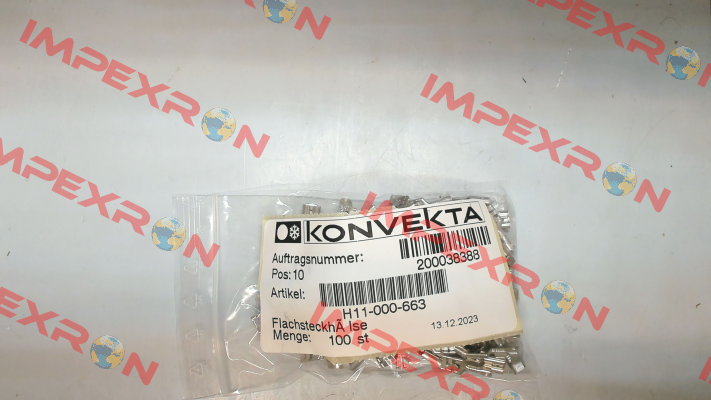 IMPEXRON
IMPEXRON
IMPEXRON
IMPEXRON
IMPEXRON
IMPEXRON
IMPEXRON
IMPEXRON
KONVEKTA
Auftragsnummer:
200038388
Pos:10
Artikel:
H11-000-663
FlachsteckhÃ lse
13.12.2023
Menge: 100 st